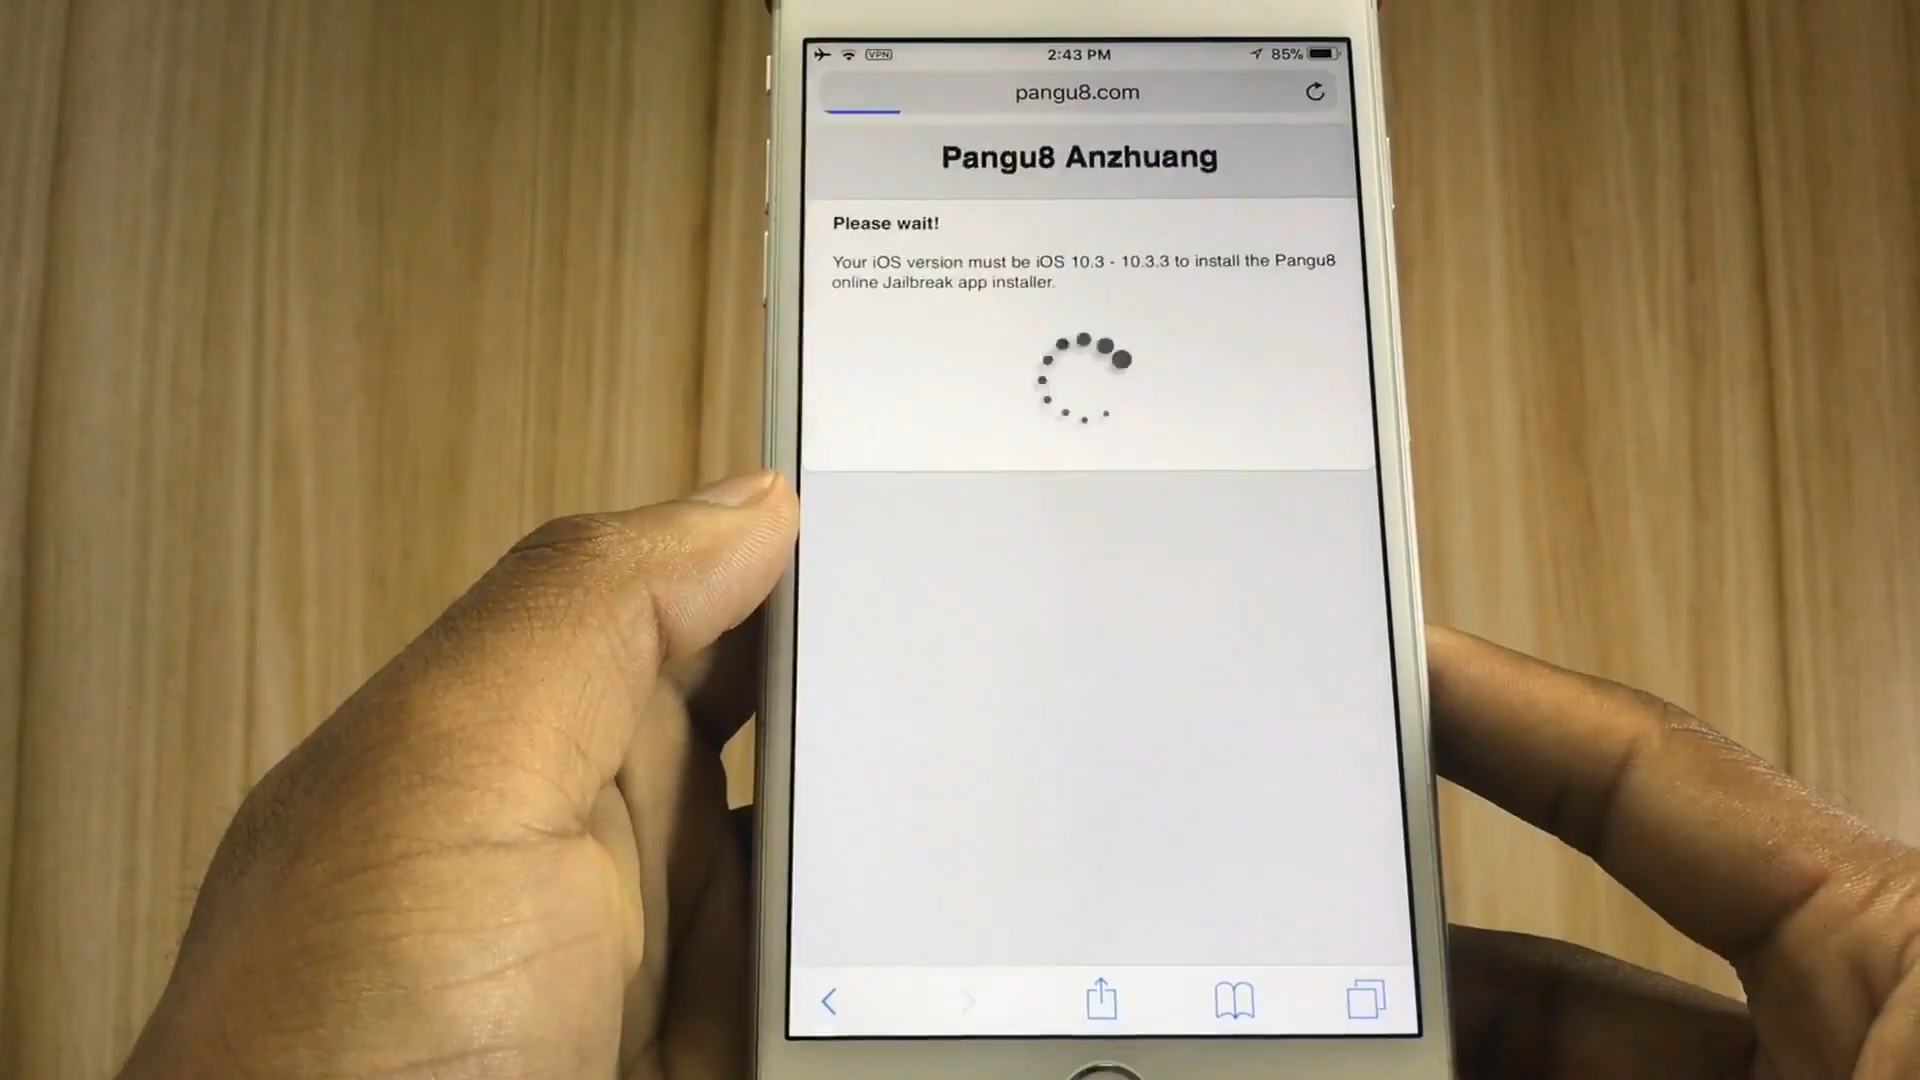 VPN 2:43 PM 85%
pangu8.com
Pangu8 Anzhuang
Please wait!
Your iOS version must be iOS 10.3 - 10.3.3 to install the Pangu8
online Jailbreak app installer.